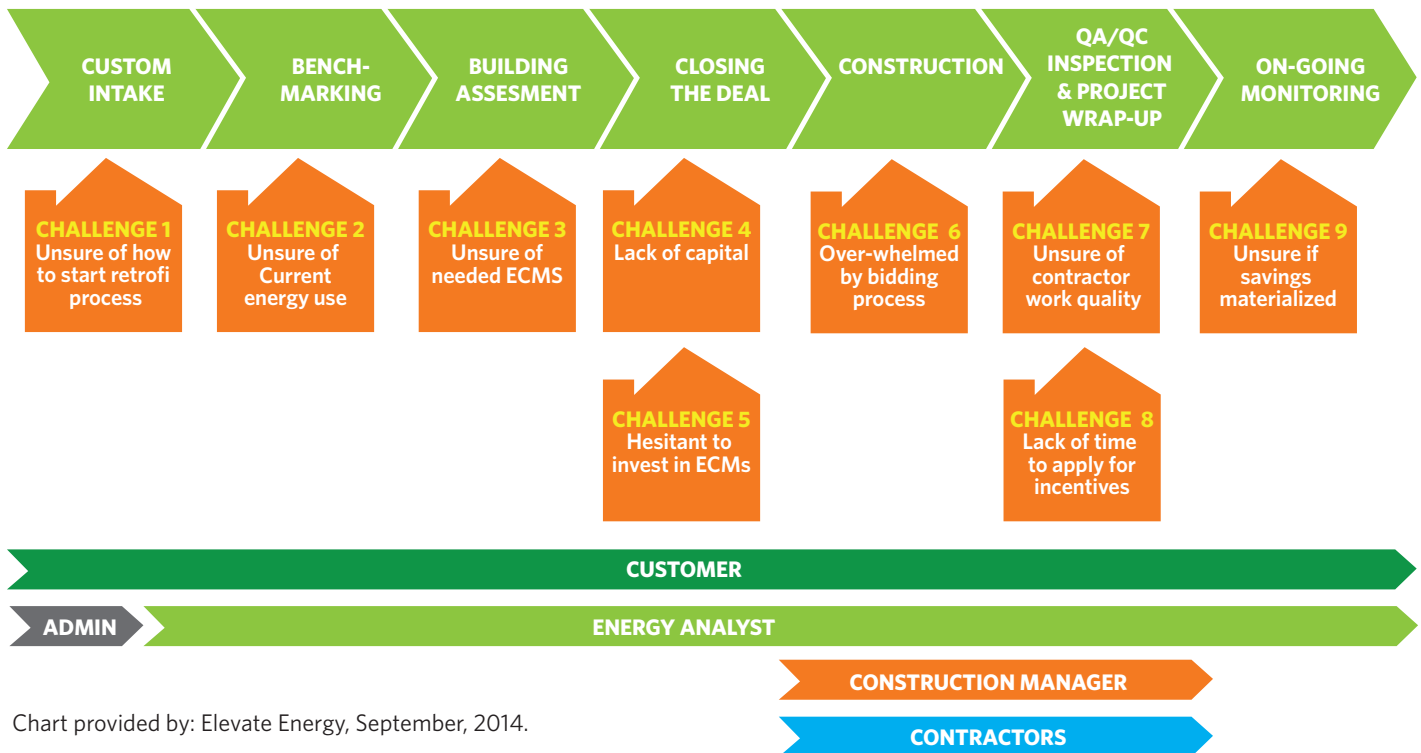 CUSTOM
INTAKE
BENCH-
MARKING
BUILDING
ASSESMENT
CLOSING
THE DEAL
CONSTRUCTION
QA/QC
INSPECTION
& PROJECT
WRAP-UP
ON-GOING
MONITORING
CHALLENGE 1
Unsure of how
to start retrofi
process
CHALLENGE 2
Unsure of
Current
energy use
CHALLENGE 3
Unsure of
needed ECMS
CHALLENGE 4
Lack of capital
CHALLENGE 6
Over-whelmed
by bidding
process
CHALLENGE 7
Unsure of
contractor
work quality
CHALLENGE 9
Unsure if
savings
materialized
CHALLENGE 5
Hesitant to
invest in ECMs
CHALLENGE 8
Lack of time
to apply for
incentives
CUSTOMER
ADMIN
ENERGY ANALYST
CONSTRUCTION MANAGER
CONTRACTORS
Chart provided by: Elevate Energy, September, 2014.